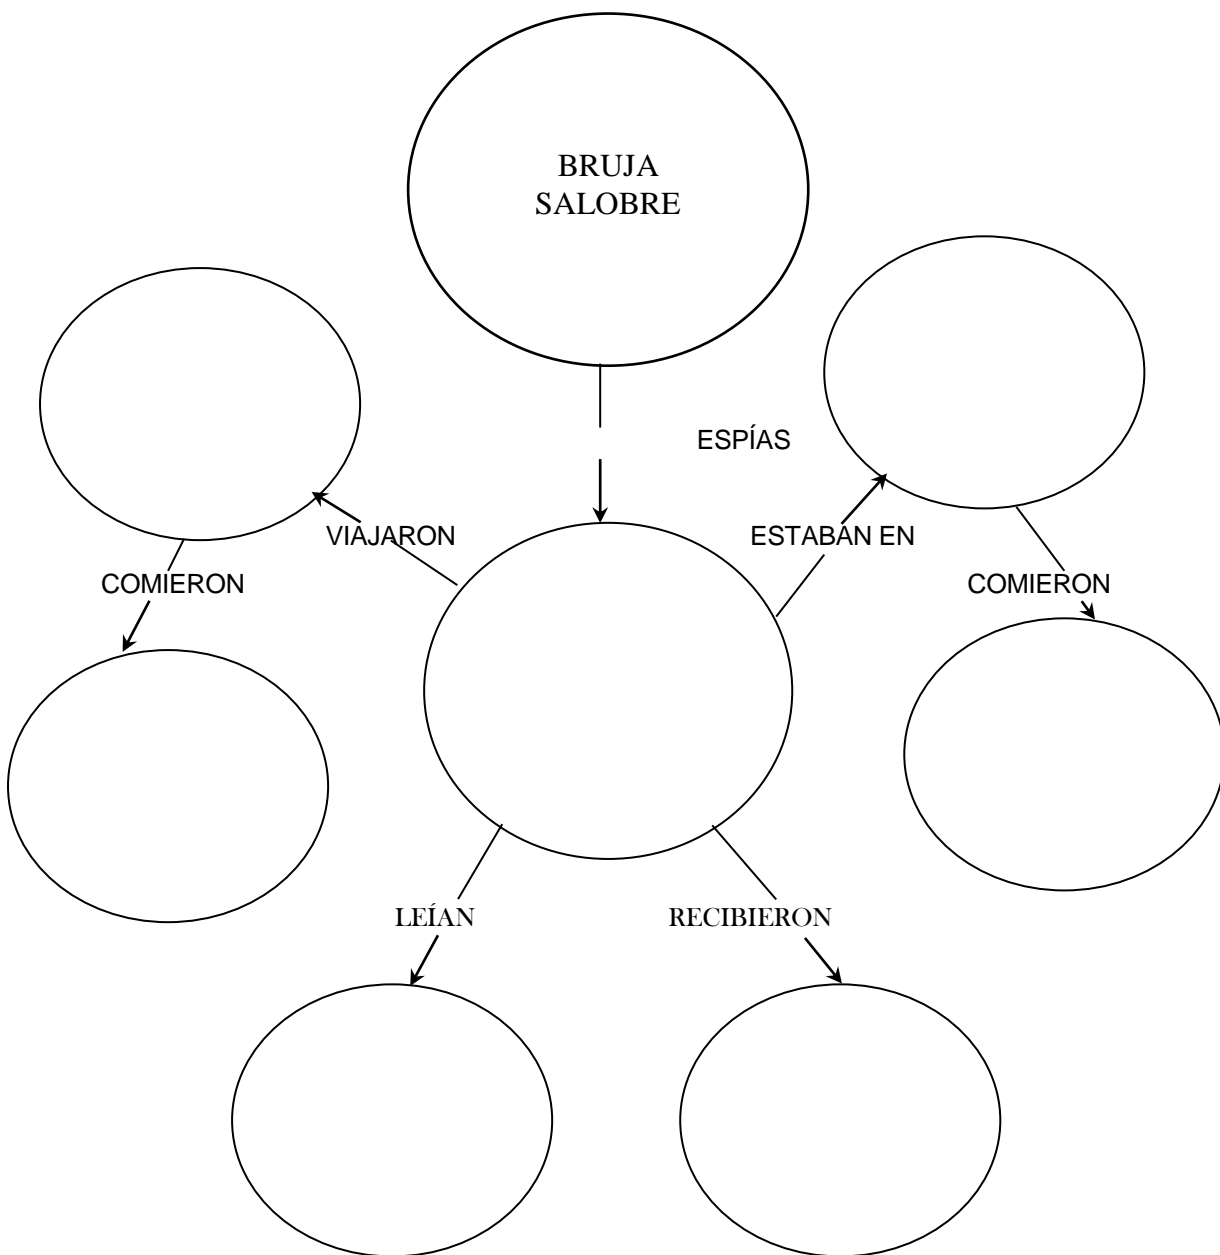 BRUJA
SALOBRE
ESPÍAS
VIAJARON
ESTABAN EN
COMIERON
COMIERON
LEÍAN
RECIBIERON